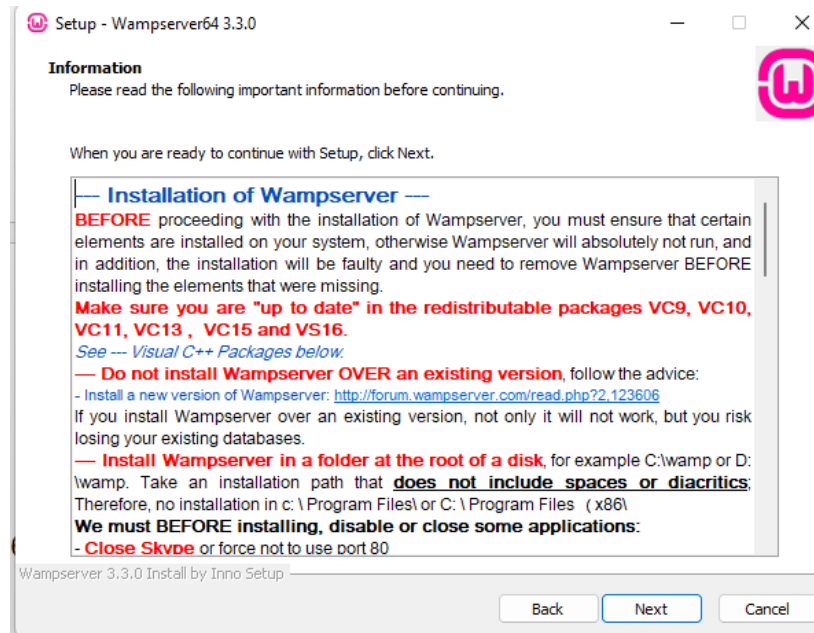 Setup - Wampserver64 3.3.0
Information
Please read the following important information before continuing.
When you are ready to continue with Setup, click Next.
--- Installation of Wampserver ---
BEFORE proceeding with the installation of Wampserver, you must ensure that certain
elements are installed on your system, otherwise Wampserver will absolutely not run, and
in addition, the installation will be faulty and you need to remove Wampserver BEFORE
installing the elements that were missing.
Make sure you are "up to date" in the redistributable packages VC9, VC10,
VC11, VC13 , VC15 and VS16.
See --- Visual C++ Packages below.
— Do not install Wampserver OVER an existing version, follow the advice:
- Install a new version of Wampserver: http://forum.wampserver.com/read.php?2,123606
If you install Wampserver over an existing version, not only it will not work, but you risk
losing your existing databases.
— Install Wampserver in a folder at the root of a disk, for example C:\wamp or D:
\wamp. Take an installation path that does not include spaces or diacritics;
Therefore, no installation in c: \ Program Files\ or C: \ Program Files ( x86\
We must BEFORE installing, disable or close some applications:
- Close Skype or force not to use port 80
Wampserver 3.3.0 Install by Inno Setup
Back
Next
Cancel